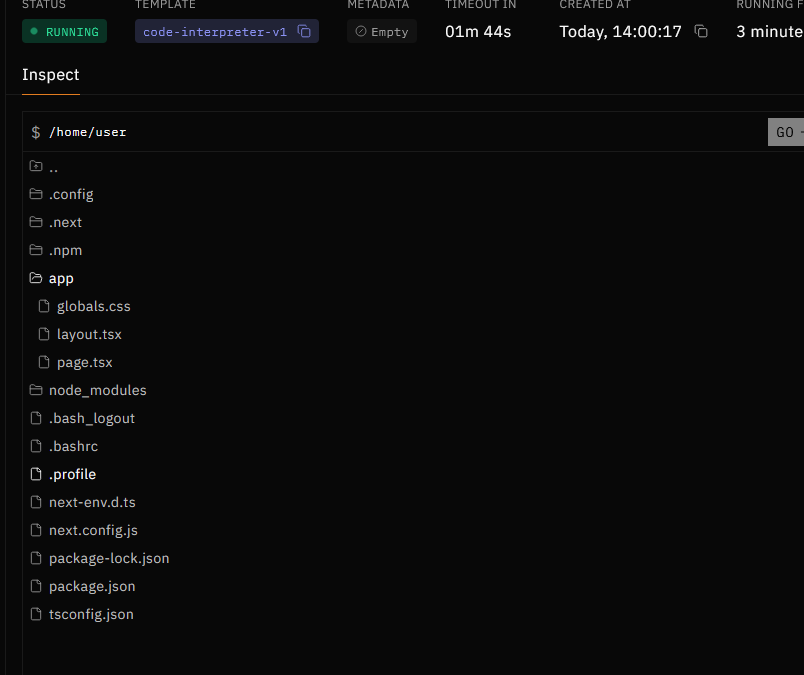 STATUS TEMPLATE METADATA TIMEOUT IN CREATED AT RUNNING F
RUNNING code-interpreter-v1 Empty 01m 44s Today, 14:00:17 3 minute
Inspect
$ /home/user GO
..
.config
.next
.npm
app
globals.css
layout.tsx
page.tsx
node_modules
.bash_logout
.bashrc
.profile
next-env.d.ts
next.config.js
package-lock.json
package.json
tsconfig.json